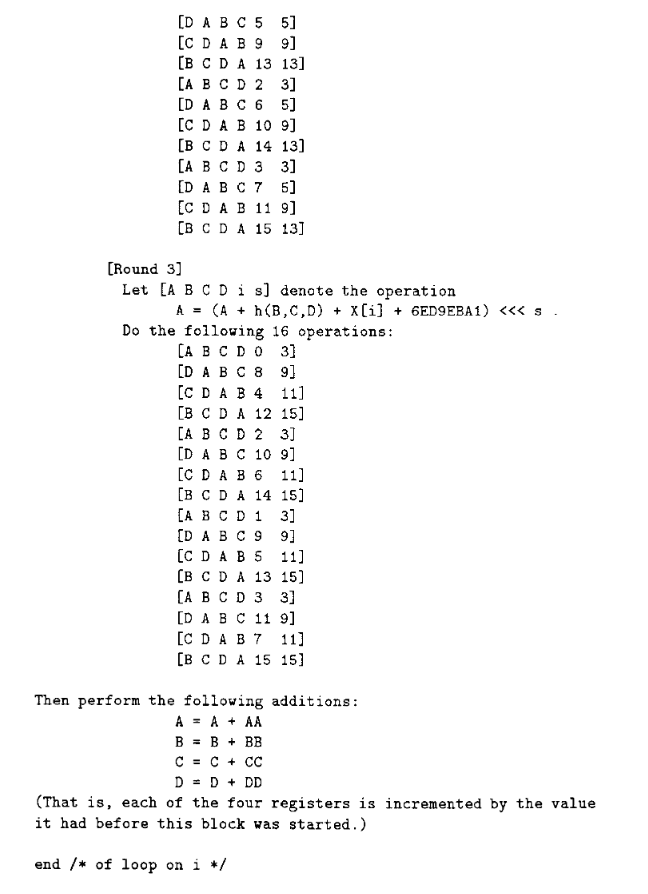 [D A B C 5 5]
[C D A B 9 9]
[B C D A 13 13]
[A B C D 2 3]
[D A B C 6 5]
[C D A B 10 9]
[B C D A 14 13]
[A B C D 3 3]
[D A B C 7 5]
[C D A B 11 9]
[B C D A 15 13]
[Round 3]
Let [A B C D i s] denote the operation
A = (A + h(B,C,D) + X[i] + 6ED9EBA1) <<< s .
Do the following 16 operations:
[A B C D 0 3]
[D A B C 8 9]
[C D A B 4 11]
[B C D A 12 15]
[A B C D 2 3]
[D A B C 10 9]
[C D A B 6 11]
[B C D A 14 15]
[A B C D 1 3]
[D A B C 9 9]
[C D A B 5 11]
[B C D A 13 15]
[A B C D 3 3]
[D A B C 11 9]
[C D A B 7 11]
[B C D A 15 15]
Then perform the following additions:
A = A + AA
B = B + BB
C = C + CC
D = D + DD
(That is, each of the four registers is incremented by the value
it had before this block was started.)
end /* of loop on i */